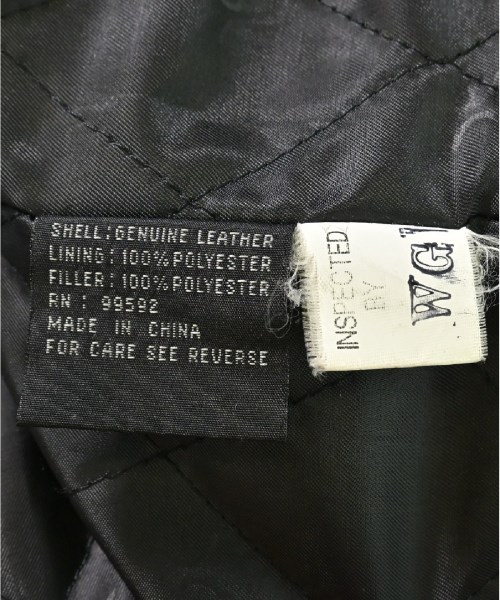 SHELL: GENUINE LEATHER
LINING: 100% POLYESTER
FILLER: 100% POLYESTER
RN: 99592
MADE IN CHINA
FOR CARE SEE REVERSE
INSPECTED
BY
WG